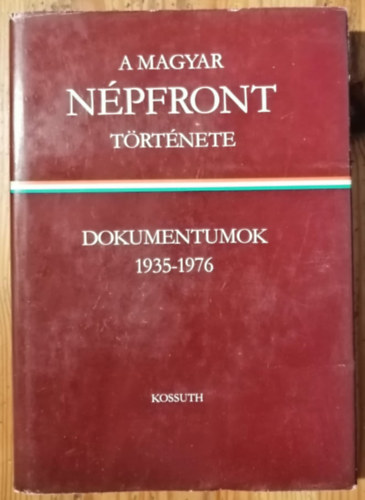 A MAGYAR
NÉPFRONT
TÖRTÉNETE
DOKUMENTUMOK
1935-1976
KOSSUTH